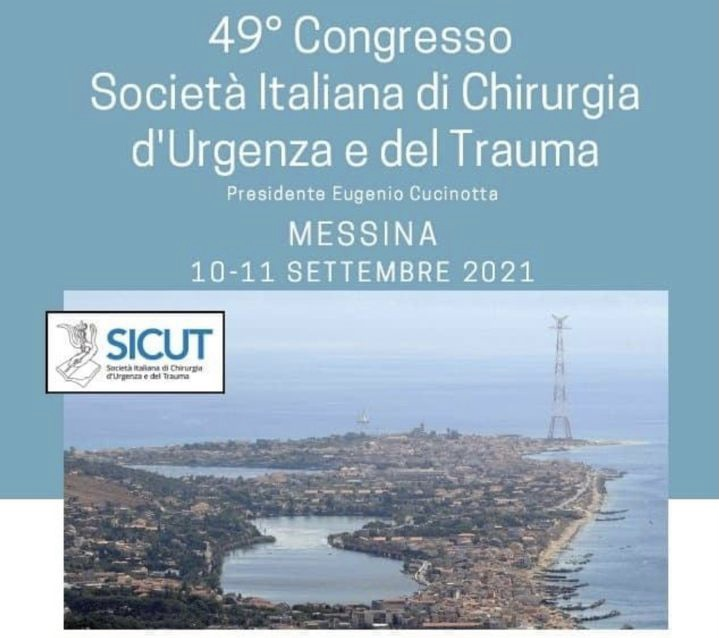 49° Congresso
Società Italiana di Chirurgia
d'Urgenza e del Trauma
Presidente Eugenio Cucinotta
MESSINA
10-11 SETTEMBRE 2021
SICUT
Società Italiana di Chirurgia
d'Urgenza e del Trauma